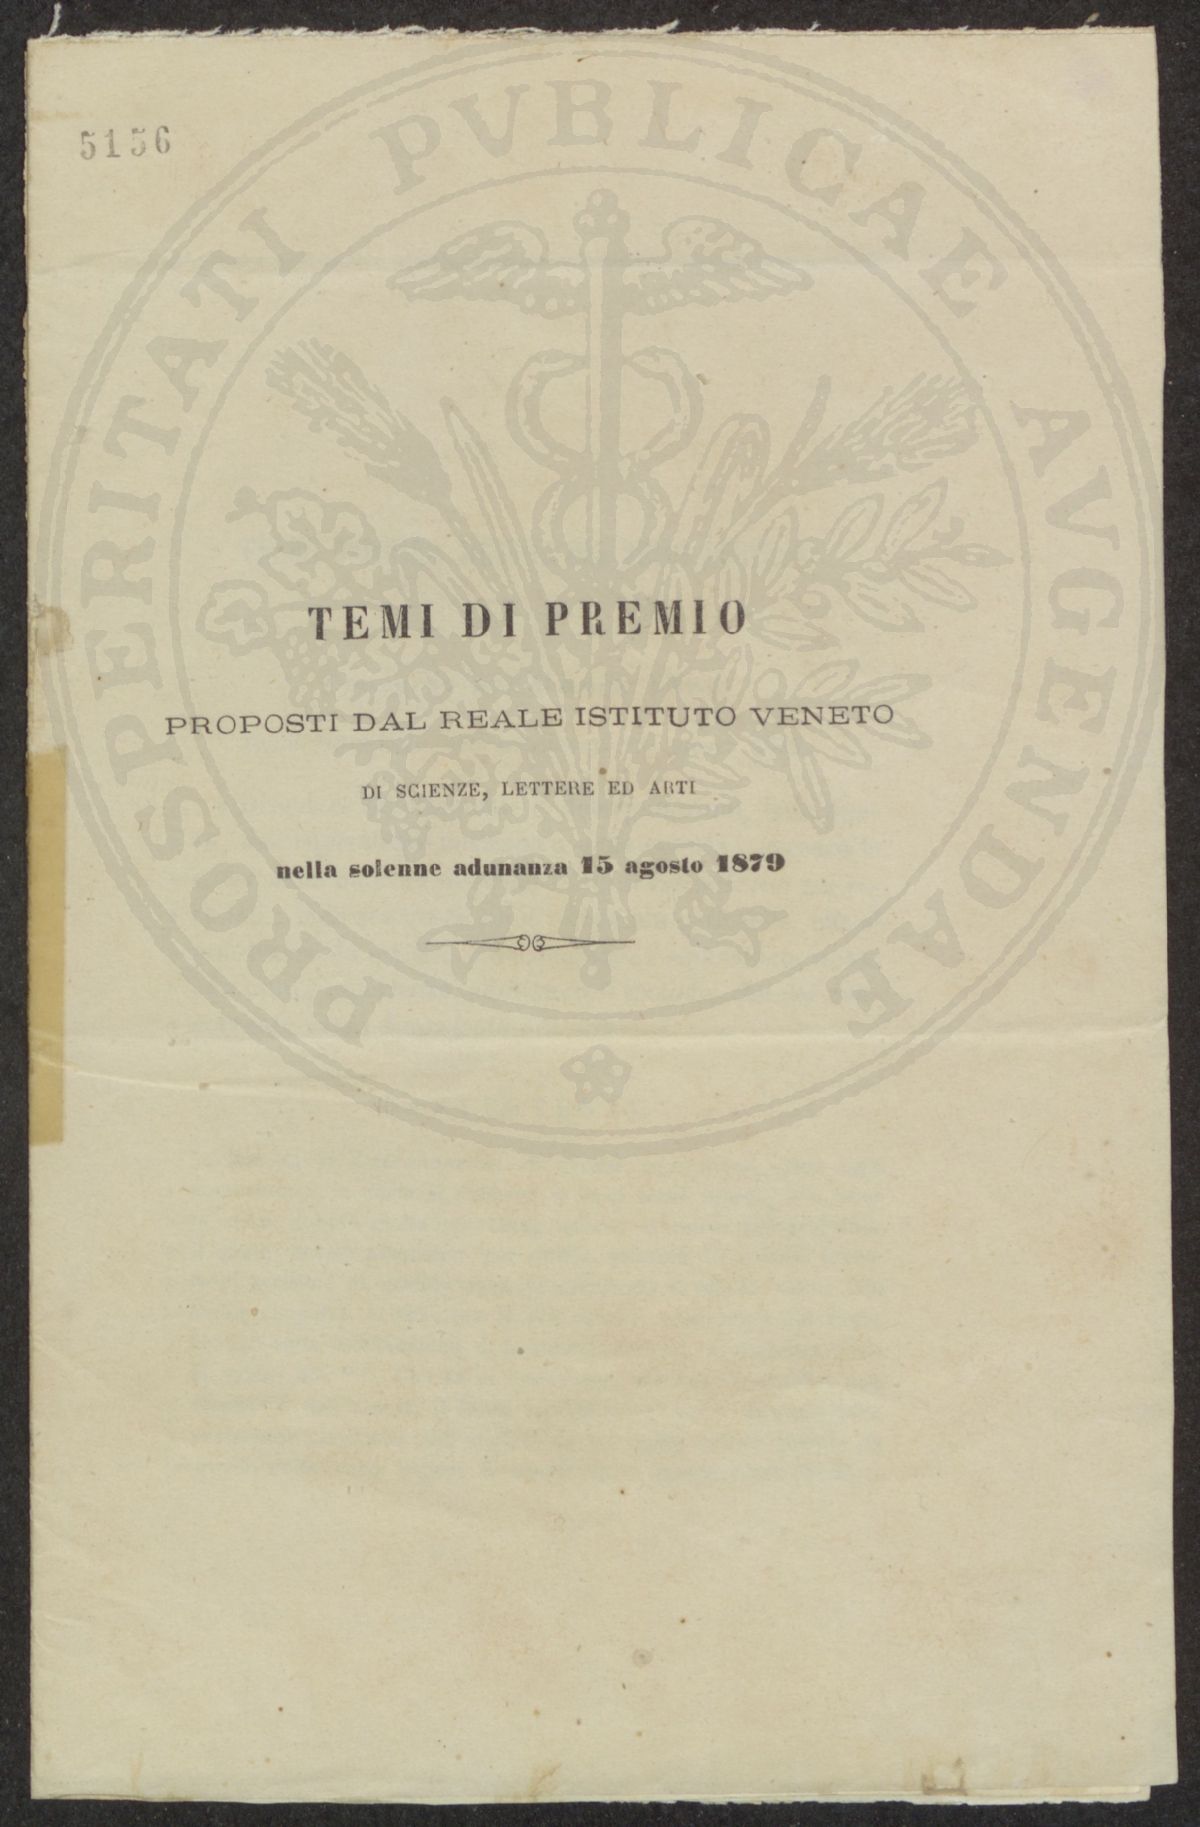 5156
PROSPERITATI PVBLICAE AVGENDAE
TEMI DI PREMIO
PROPOSTI DAL REALE ISTITUTO VENETO
DI SCIENZE, LETTERE ED ARTI
nella solenne adunanza 15 agosto 1879